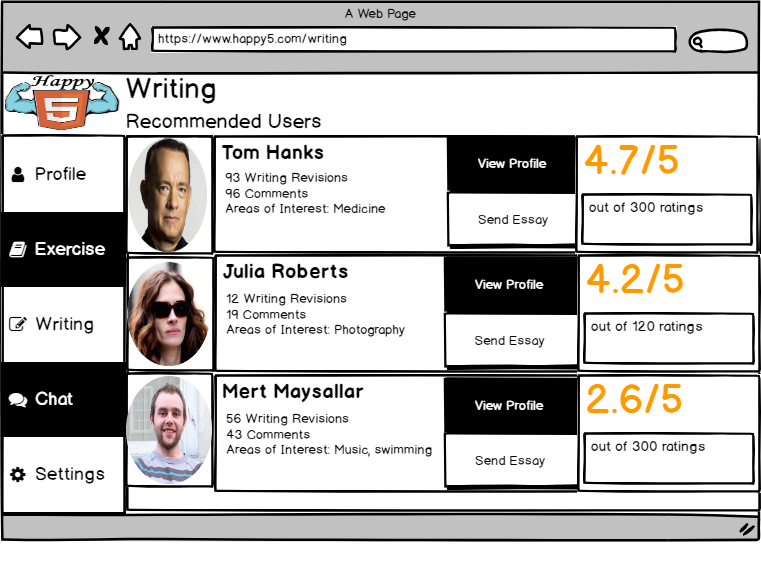 A Web Page
https://www.happy5.com/writing
Happy
5
Writing
Recommended Users
Profile
Exercise
Writing
Chat
Settings
Tom Hanks
93 Writing Revisions
96 Comments
Areas of Interest: Medicine
View Profile
Send Essay
4.7/5
out of 300 ratings
Julia Roberts
12 Writing Revisions
19 Comments
Areas of Interest: Photography
View Profile
Send Essay
4.2/5
out of 120 ratings
Mert Maysallar
56 Writing Revisions
43 Comments
Areas of Interest: Music, swimming
View Profile
Send Essay
2.6/5
out of 300 ratings